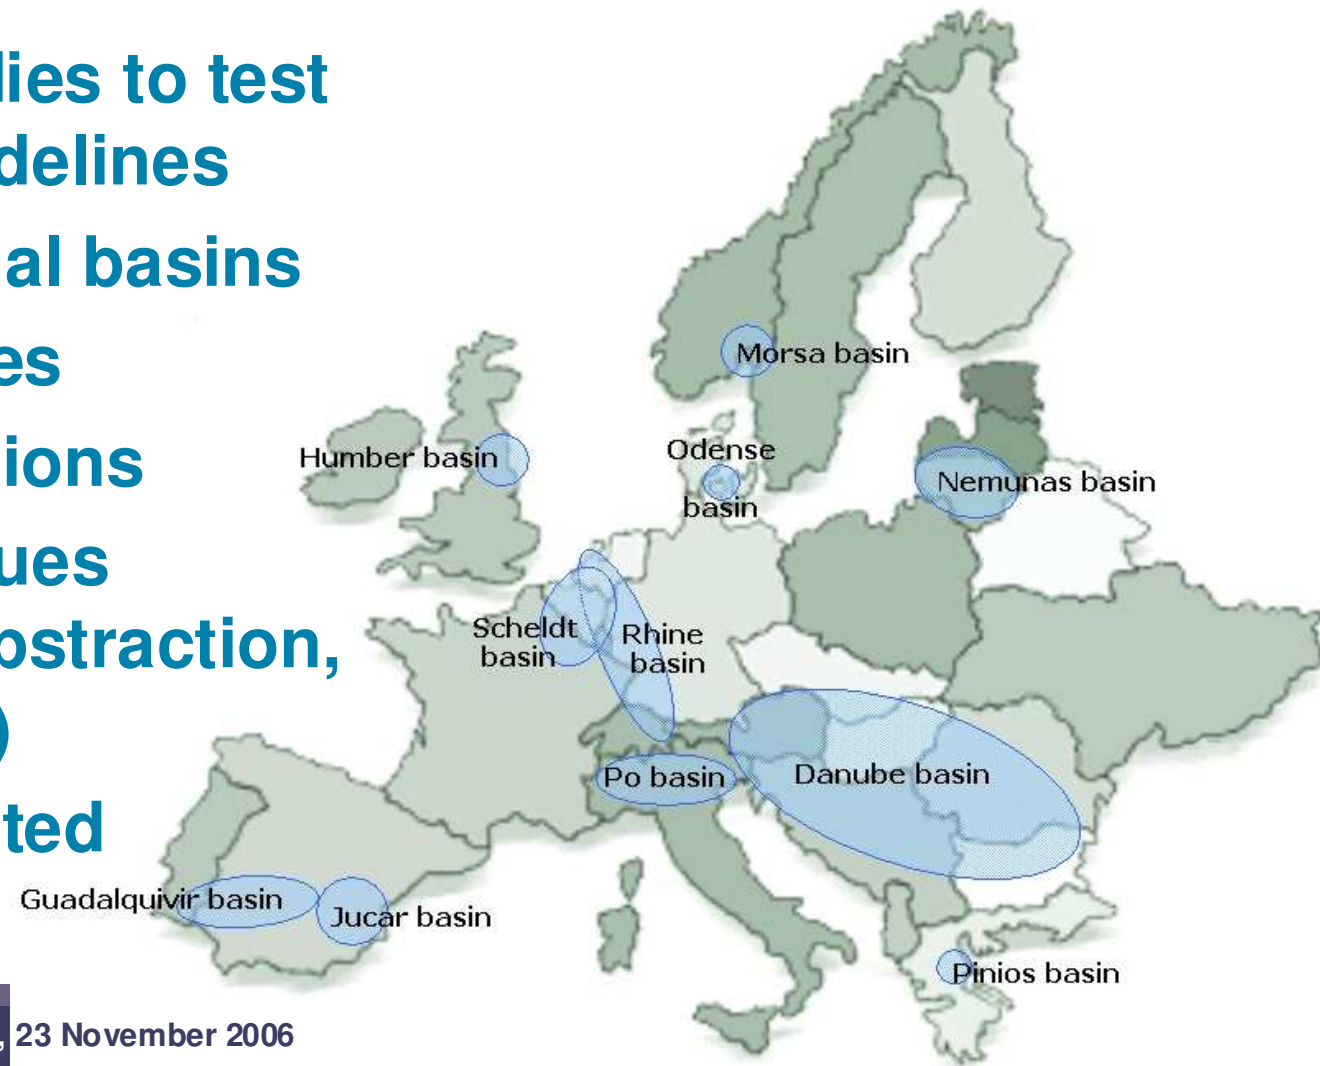 lies to test
delines
al basins
es
ions
ues
bstraction,
)
ted
Morsa basin
Humber basin
Odense
basin
Nemunas basin
Scheldt
basin
Rhine
basin
Po basin
Danube basin
Guadalquivir basin
Jucar basin
Pinios basin
, 23 November 2006